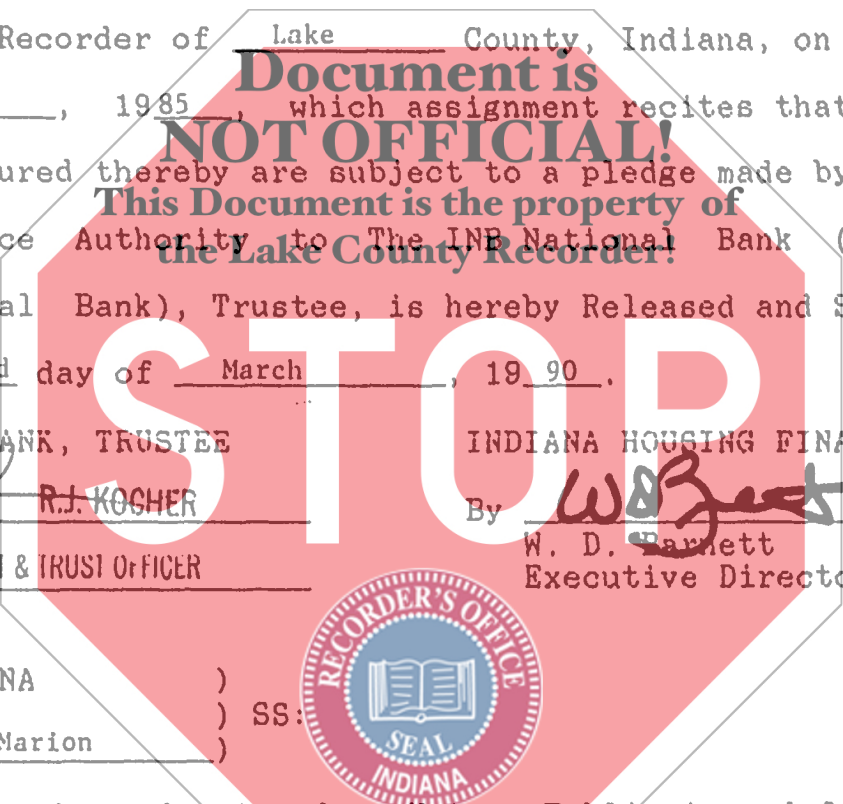 Recorder of Lake County, Indiana, on
Document is
, 1985, which assignment recites that
NOT OFFICIAL!
ured thereby are subject to a pledge made by
This Document is the property of
ce Authority to The INB National Bank (
the Lake County Recorder!
al Bank), Trustee, is hereby Released and S
STOP
d day of March, 1990.
ANK, TRUSTEE INDIANA HOUSING FINA
R.J. KOGHER By
W. D. Barnett
& TRUST OFFICER Executive Directo
RECORDER'S OFFICE
NA )
) SS:
Marion )
SEAL
INDIANA